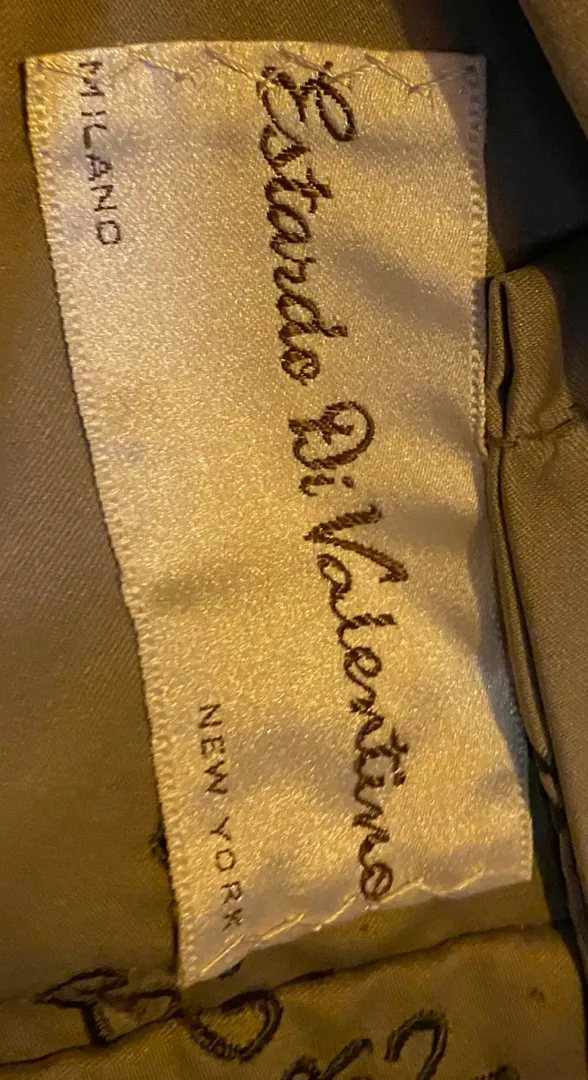 Estardo Di Valentino
MILANO
NEW YORK